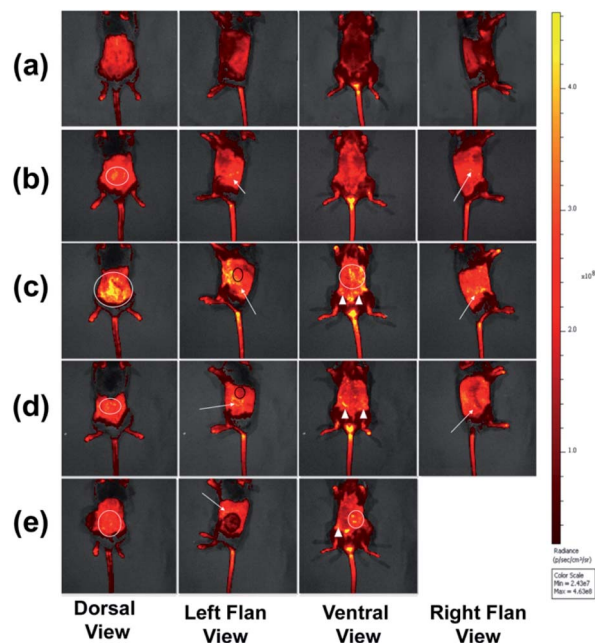 (a)
(b)
(c)
(d)
(e)
4.0
3.0
x10⁸
2.0
1.0
Radiance
(p/sec/cm²/sr)
Color Scale
Min = 2.43e7
Max = 4.63e8
Dorsal
View
Left Flan
View
Ventral
View
Right Flan
View